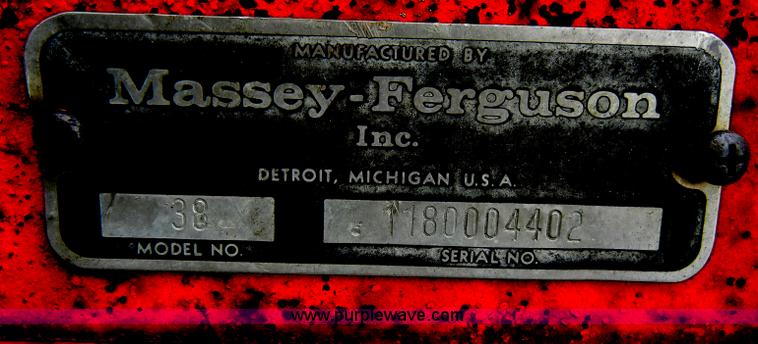 MANUFACTURED BY
Massey-Ferguson
Inc.
DETROIT, MICHIGAN U.S.A.
38 1180004402
MODEL NO. SERIAL NO.
www.purplewave.com